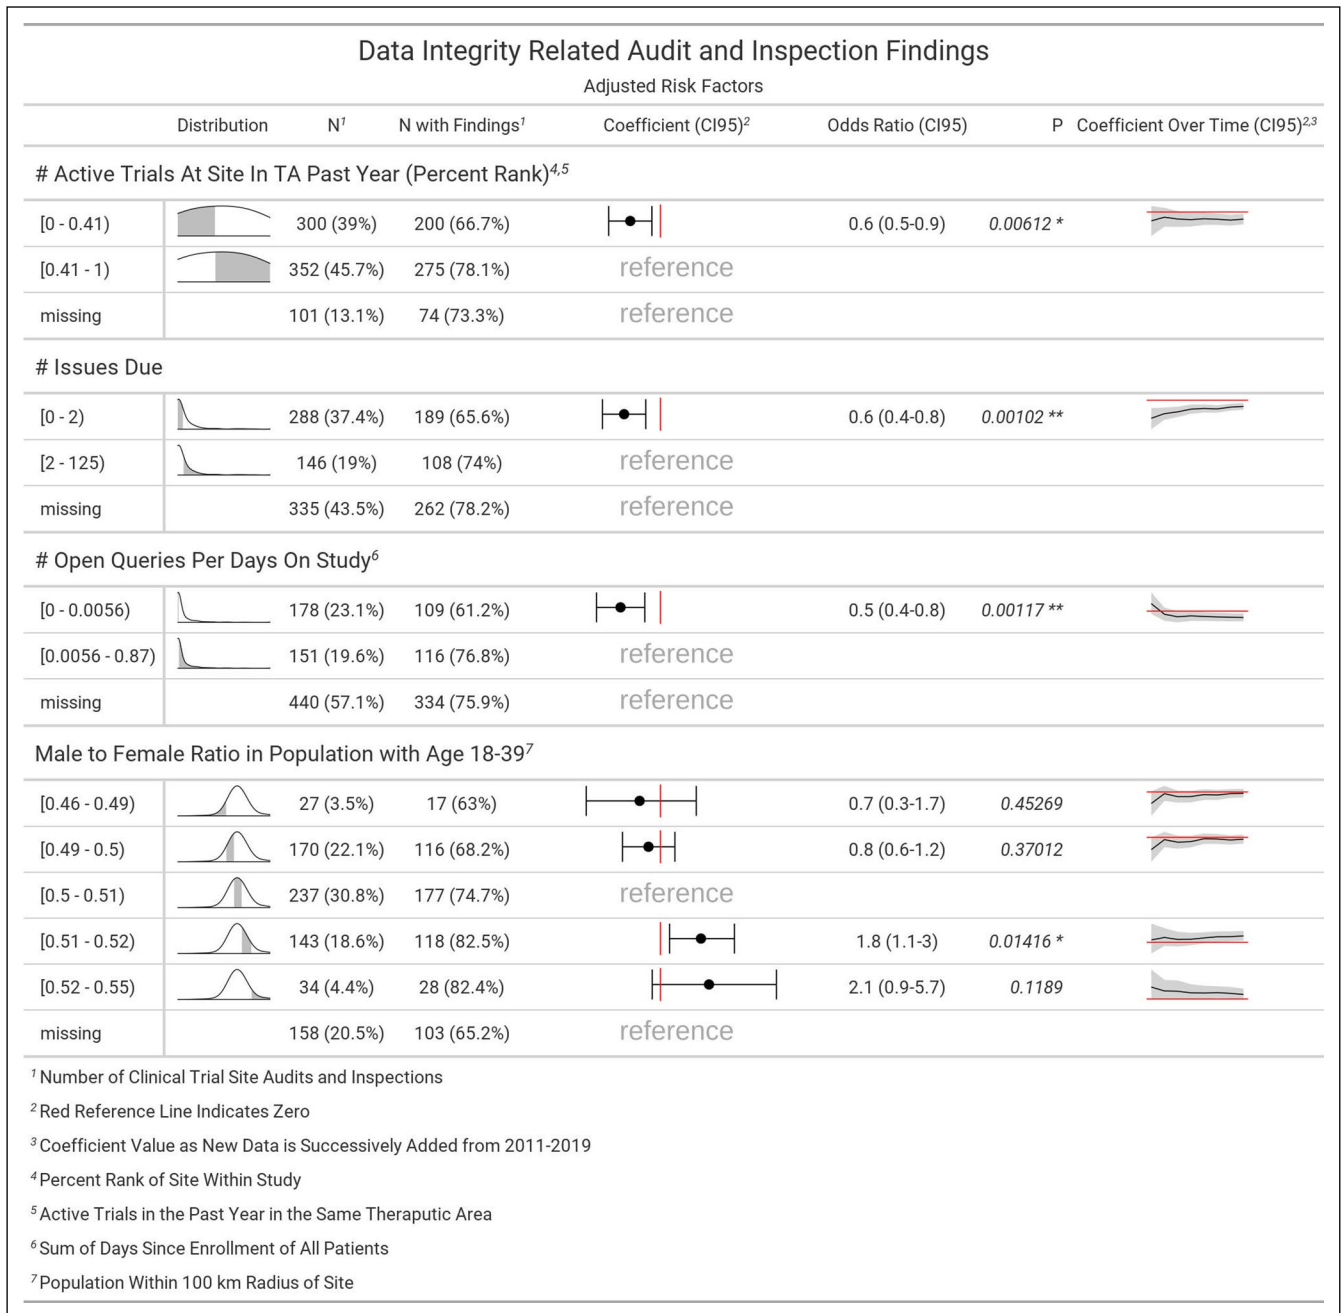 Data Integrity Related Audit and Inspection Findings
Adjusted Risk Factors
Distribution N1 N with Findings1 Coefficient (CI95)2 Odds Ratio (CI95) P Coefficient Over Time (CI95)2,3
# Active Trials At Site In TA Past Year (Percent Rank)4,5
[0 - 0.41) 300 (39%) 200 (66.7%) 0.6 (0.5-0.9) 0.00612 *
[0.41 - 1) 352 (45.7%) 275 (78.1%) reference
missing 101 (13.1%) 74 (73.3%) reference
# Issues Due
[0 - 2) 288 (37.4%) 189 (65.6%) 0.6 (0.4-0.8) 0.00102 **
[2 - 125) 146 (19%) 108 (74%) reference
missing 335 (43.5%) 262 (78.2%) reference
# Open Queries Per Days On Study6
[0 - 0.0056) 178 (23.1%) 109 (61.2%) 0.5 (0.4-0.8) 0.00117 **
[0.0056 - 0.87) 151 (19.6%) 116 (76.8%) reference
missing 440 (57.1%) 334 (75.9%) reference
Male to Female Ratio in Population with Age 18-397
[0.46 - 0.49) 27 (3.5%) 17 (63%) 0.7 (0.3-1.7) 0.45269
[0.49 - 0.5) 170 (22.1%) 116 (68.2%) 0.8 (0.6-1.2) 0.37012
[0.5 - 0.51) 237 (30.8%) 177 (74.7%) reference
[0.51 - 0.52) 143 (18.6%) 118 (82.5%) 1.8 (1.1-3) 0.01416 *
[0.52 - 0.55) 34 (4.4%) 28 (82.4%) 2.1 (0.9-5.7) 0.1189
missing 158 (20.5%) 103 (65.2%) reference
1 Number of Clinical Trial Site Audits and Inspections
2 Red Reference Line Indicates Zero
3 Coefficient Value as New Data is Successively Added from 2011-2019
4 Percent Rank of Site Within Study
5 Active Trials in the Past Year in the Same Theraputic Area
6 Sum of Days Since Enrollment of All Patients
7 Population Within 100 km Radius of Site